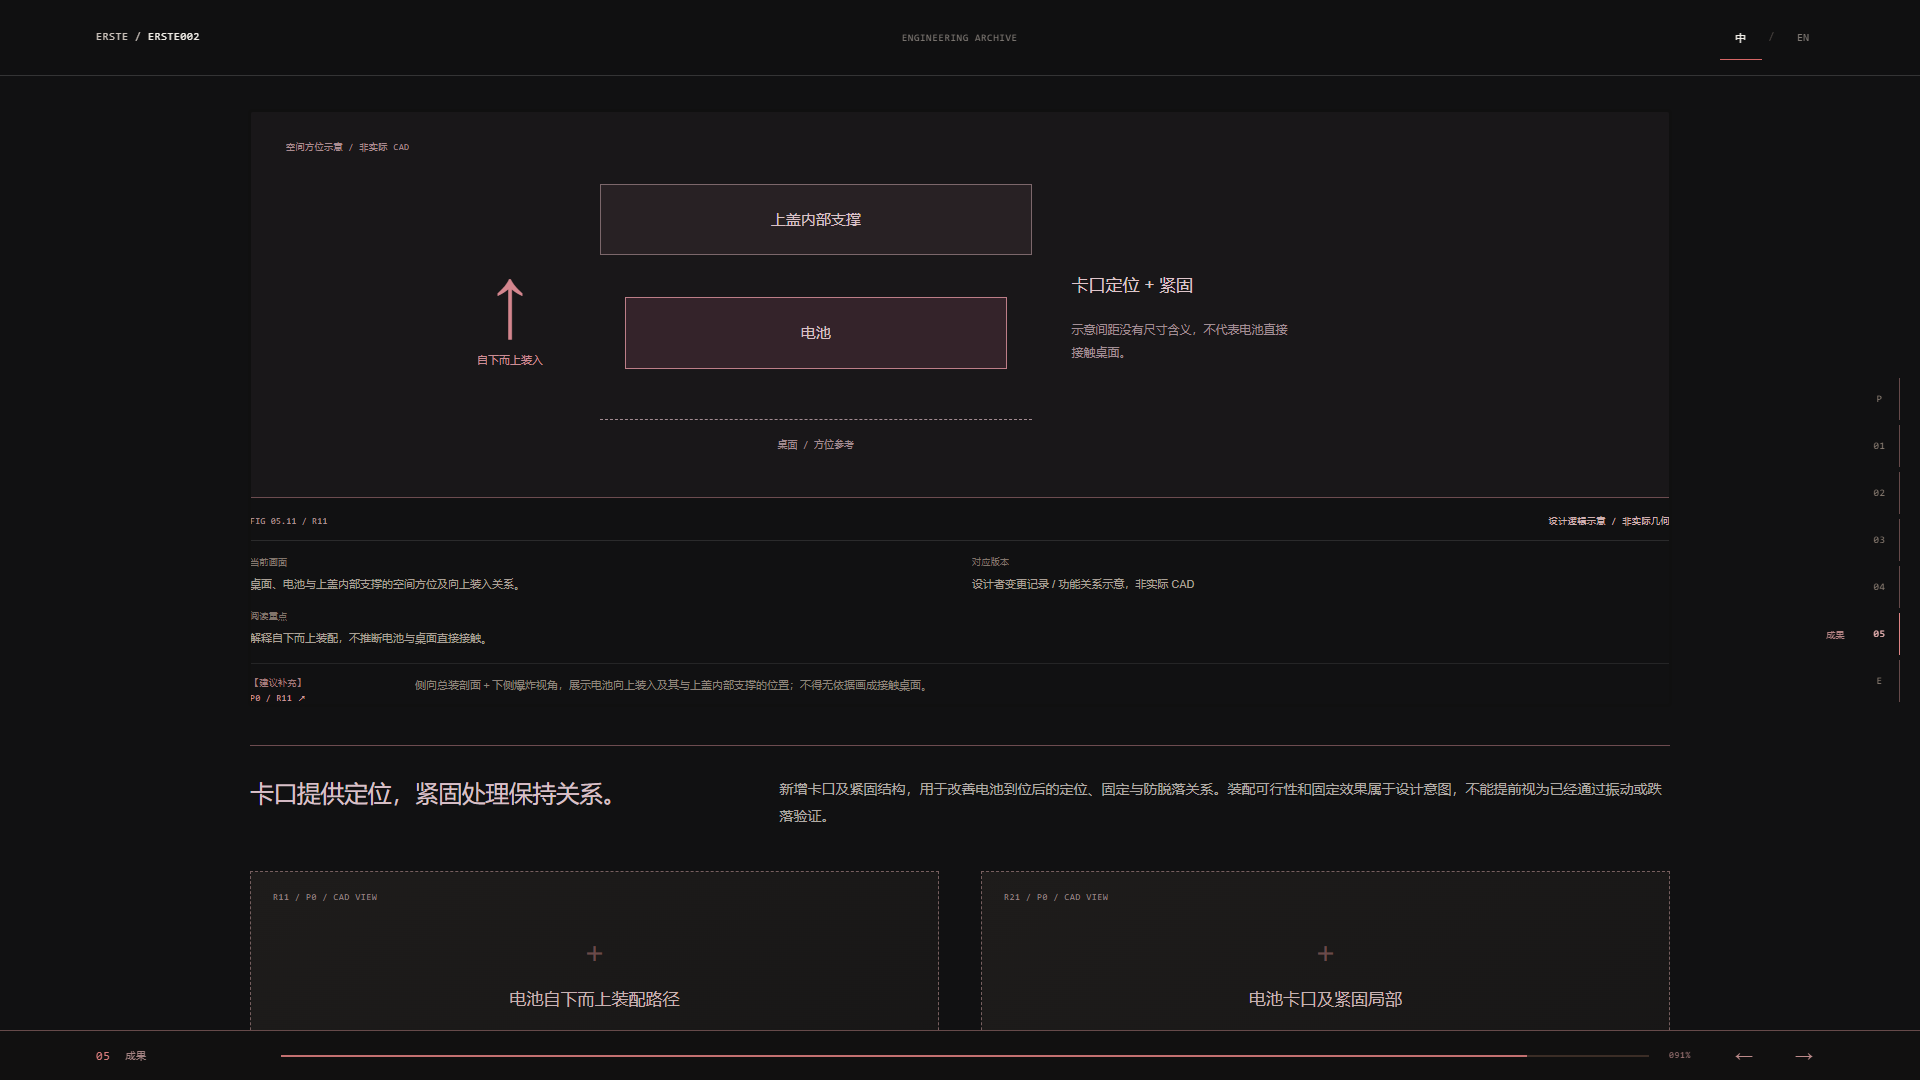 ERSTE / ERSTE002
ENGINEERING ARCHIVE
中 / EN
空间方位示意 / 非实际 CAD
上盖内部支撑
电池
自下而上装入
卡口定位 + 紧固
示意间距没有尺寸含义，不代表电池直接
接触桌面。
桌面 / 方位参考
FIG 05.11 / R11
设计逻辑示意 / 非实际几何
当前画面
桌面、电池与上盖内部支撑的空间方位及向上装入关系。
对应版本
设计者变更记录 / 功能关系示意，非实际 CAD
阅读重点
解释自下而上装配，不推断电池与桌面直接接触。
【建议补充】
P0 / R11 ↗
侧向总装剖面 + 下侧爆炸视角，展示电池向上装入及其与上盖内部支撑的位置；不得无依据画成接触桌面。
卡口提供定位，紧固处理保持关系。
新增卡口及紧固结构，用于改善电池到位后的定位、固定与防脱落关系。装配可行性和固定效果属于设计意图，不能提前视为已经通过振动或跌
落验证。
R11 / P0 / CAD VIEW
+
电池自下而上装配路径
R21 / P0 / CAD VIEW
+
电池卡口及紧固局部
P
01
02
03
04
成果 05
E
05 成果
091%
← →